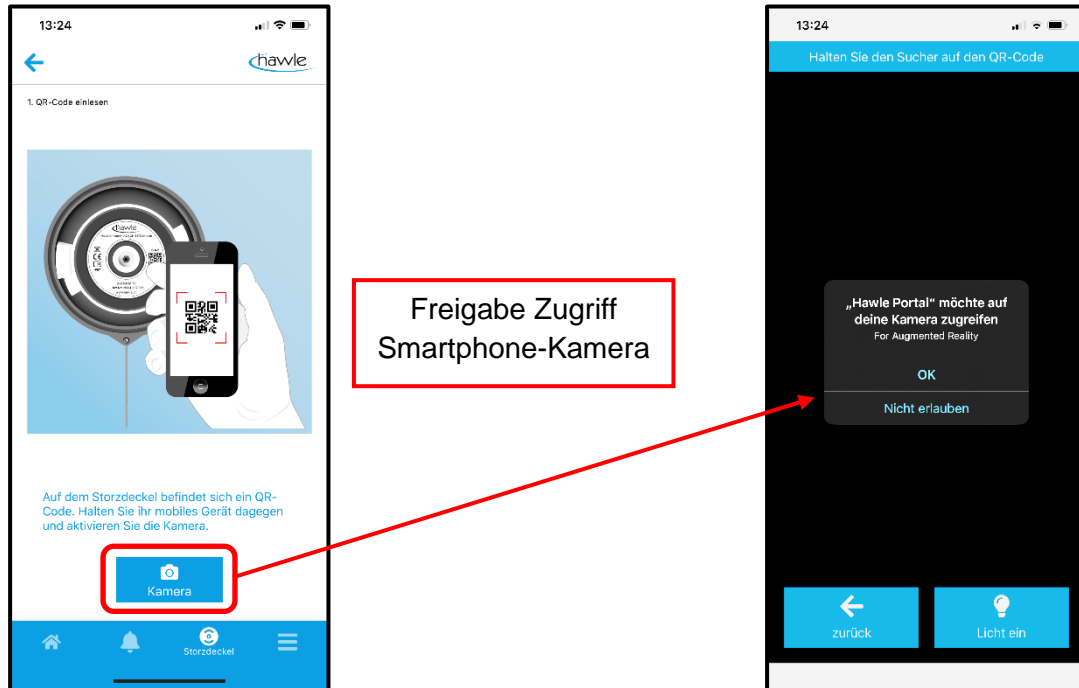 13:24
hawle
1. QR-Code einlesen
hawle
Auf dem Storzdeckel befindet sich ein QR-
Code. Halten Sie ihr mobiles Gerät dagegen
und aktivieren Sie die Kamera.
Kamera
Storzdeckel
Freigabe Zugriff
Smartphone-Kamera
13:24
Halten Sie den Sucher auf den QR-Code
„Hawle Portal“ möchte auf
deine Kamera zugreifen
For Augmented Reality
OK
Nicht erlauben
zurück
Licht ein